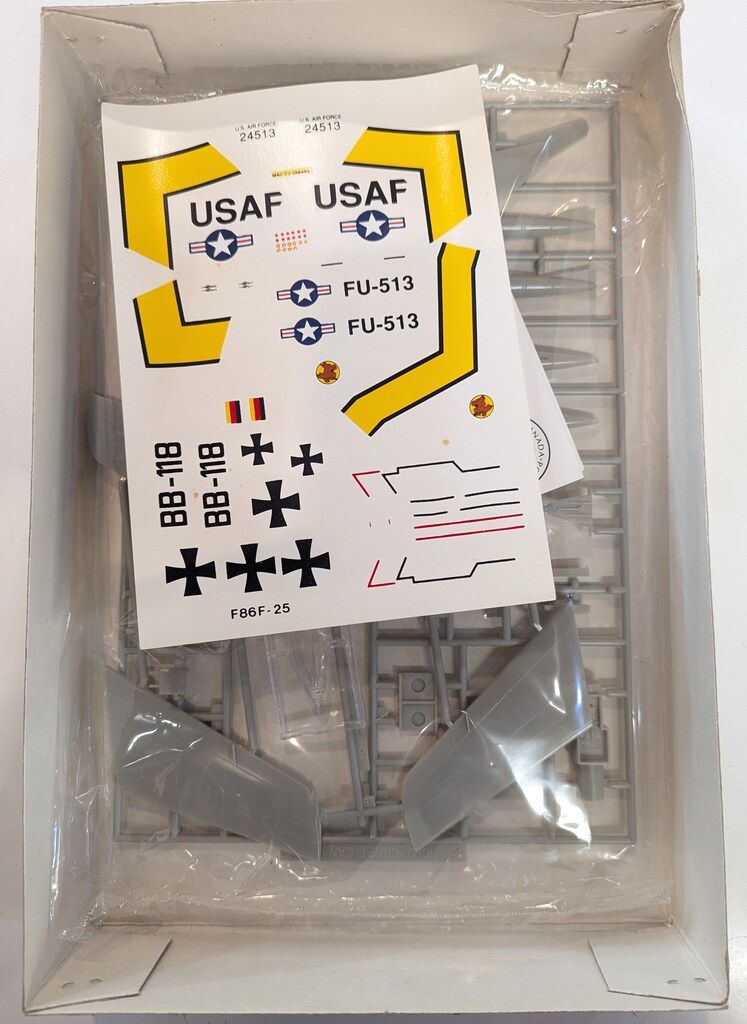 U.S. AIR FORCE
24513
U.S. AIR FORCE
24513
USAF
USAF
FU-513
FU-513
BB-118
BB-118
F86F-25